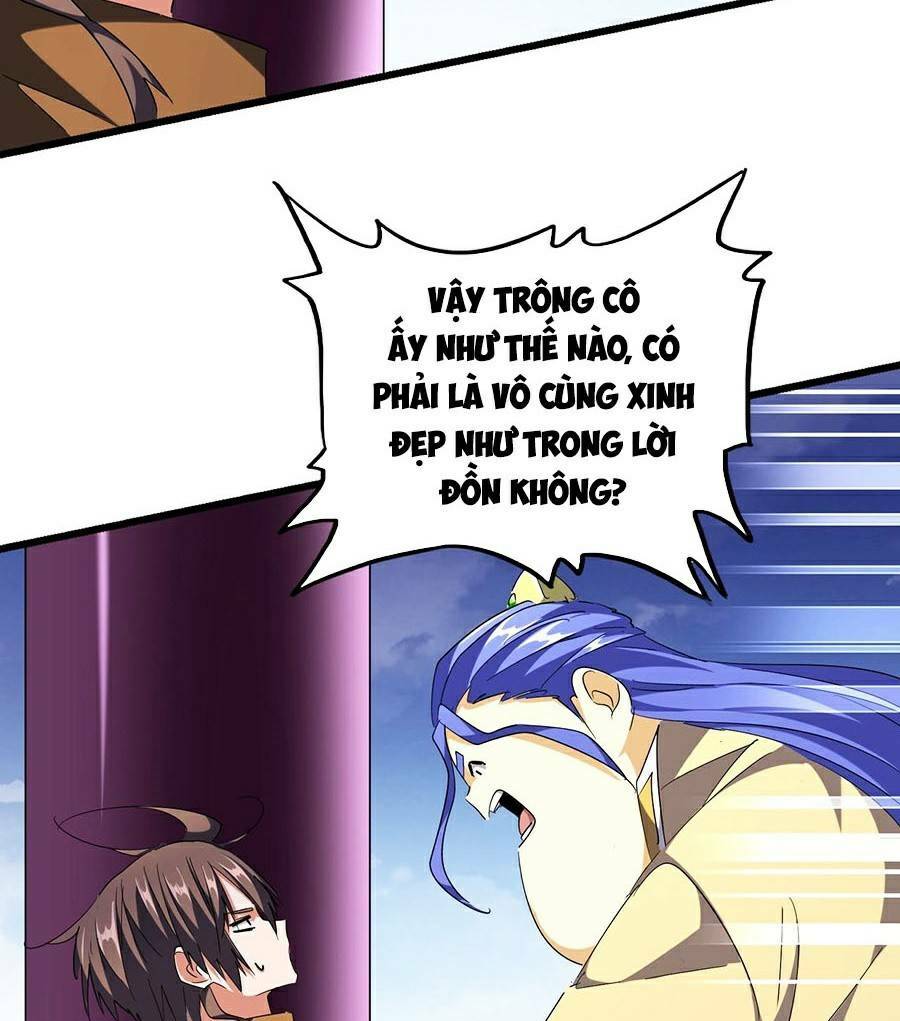 VẬY TRÔNG CÔ
ẤY NHƯ THẾ NÀO, CÓ
PHẢI LÀ VÔ CÙNG XINH
ĐẸP NHƯ TRONG LỜI
ĐỒN KHÔNG?